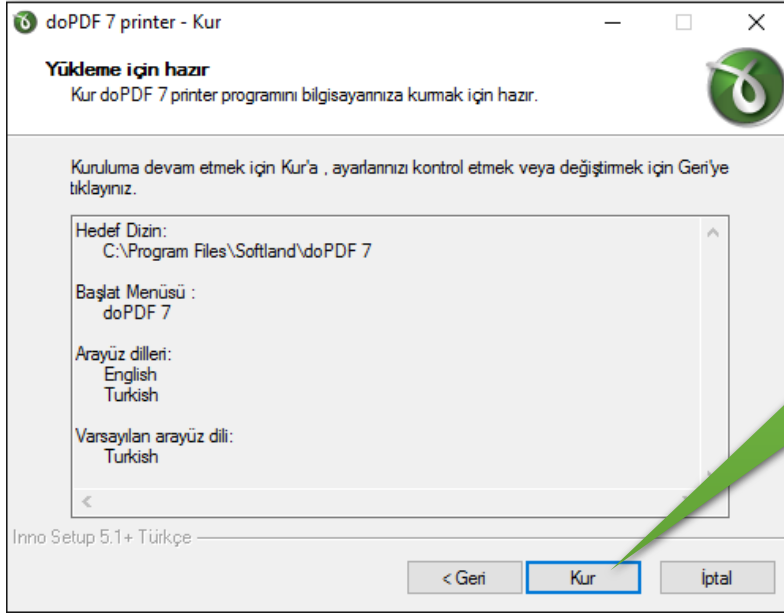 doPDF 7 printer - Kur
Yükleme için hazır
Kur doPDF 7 printer programını bilgisayarınıza kurmak için hazır.
Kuruluma devam etmek için Kur'a , ayarlarınızı kontrol etmek veya değiştirmek için Geri'ye
tıklayınız.
Hedef Dizin:
C:\Program Files\Softland\doPDF 7
Başlat Menüsü :
doPDF 7
Arayüz dilleri:
English
Turkish
Varsayılan arayüz dili:
Turkish
Inno Setup 5.1+ Türkçe
< Geri
Kur
İptal